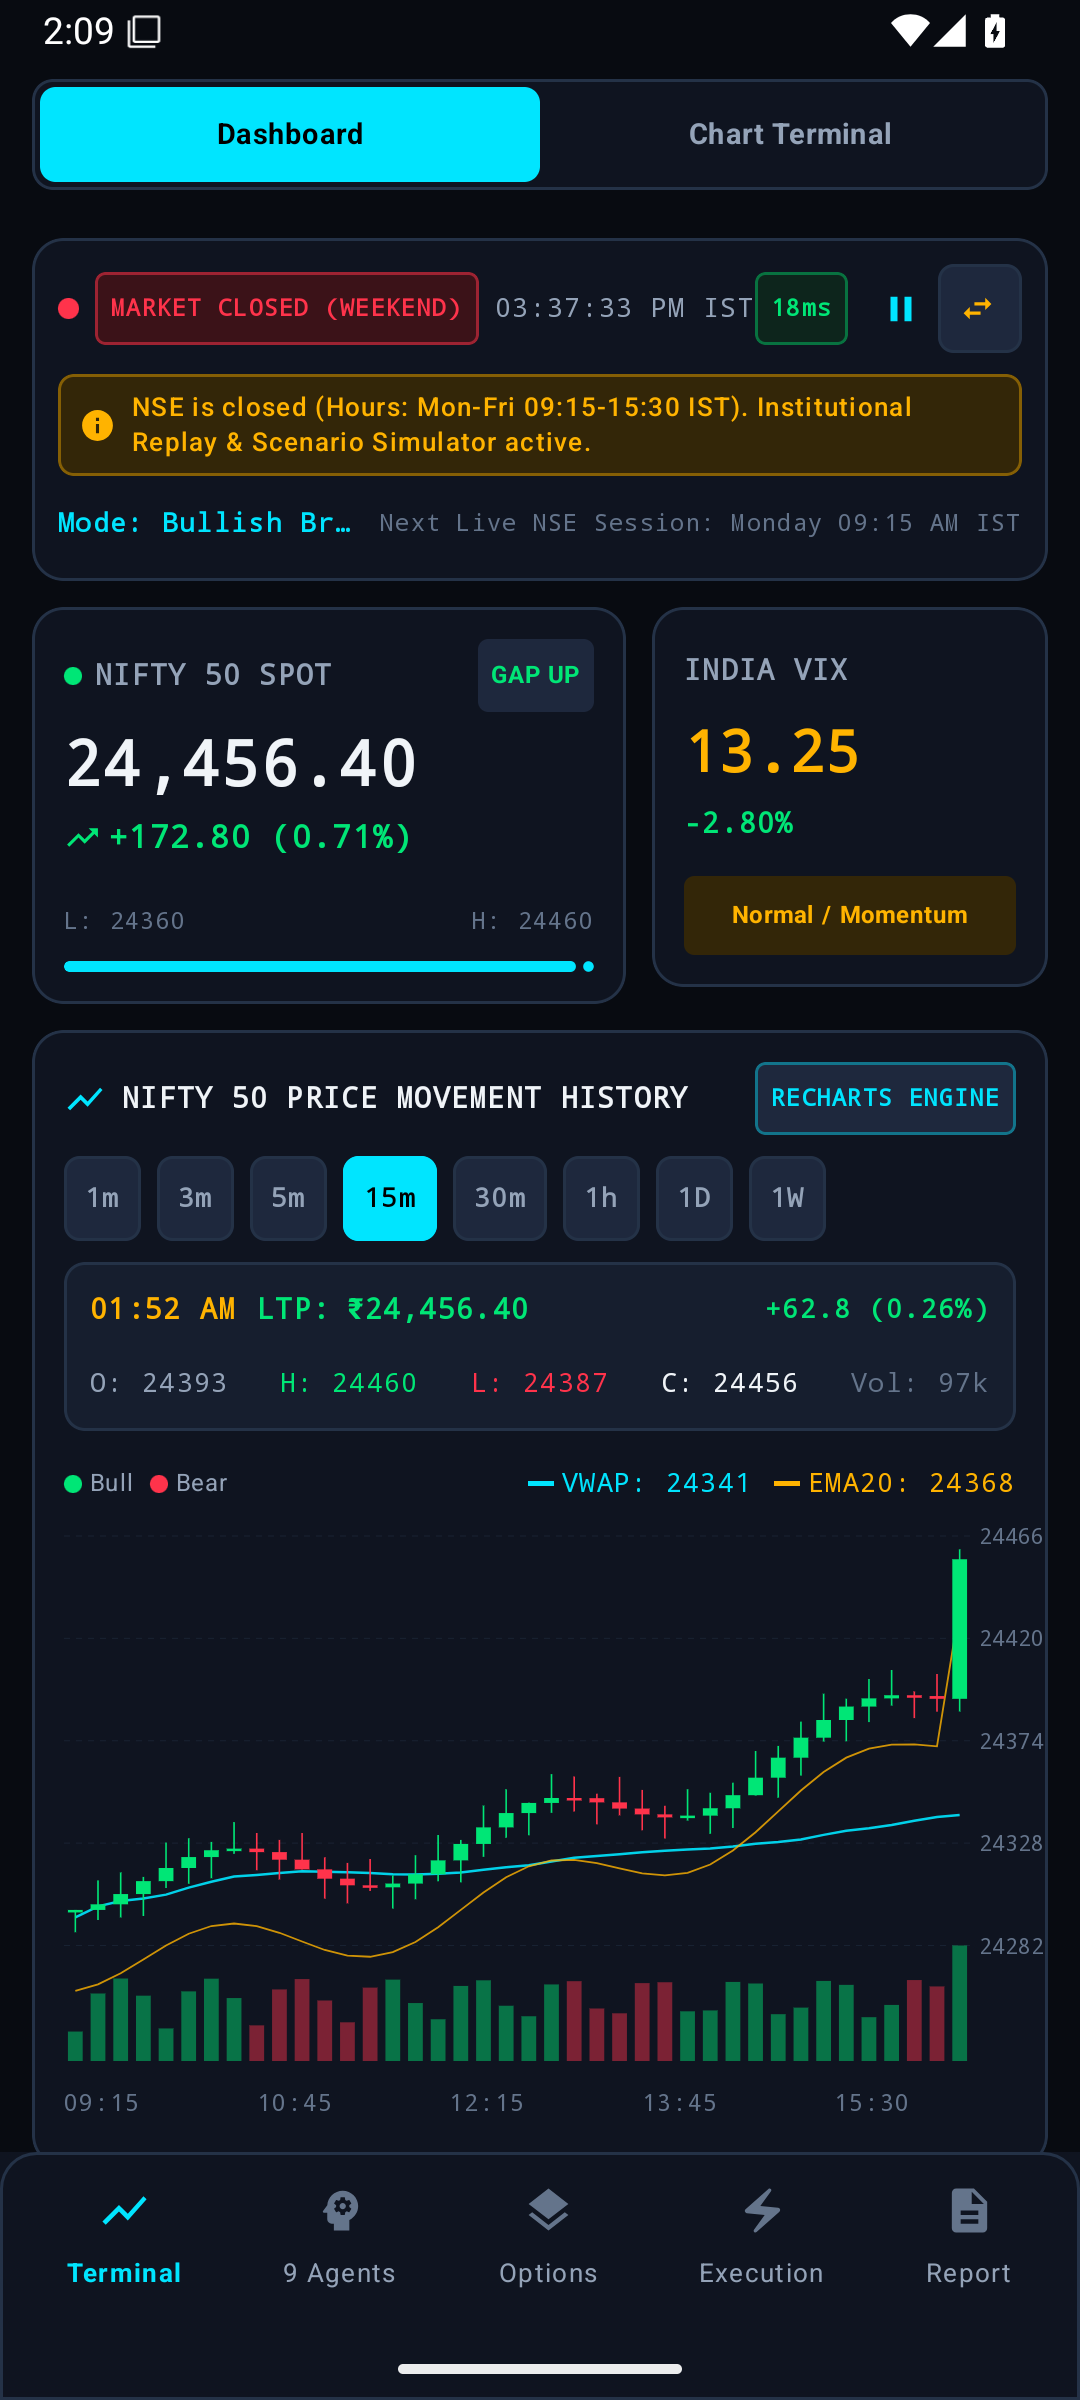 2:09
Dashboard
Chart Terminal
MARKET CLOSED (WEEKEND)
03:37:33 PM IST
18ms
NSE is closed (Hours: Mon-Fri 09:15-15:30 IST). Institutional
Replay & Scenario Simulator active.
Mode: Bullish Br…
Next Live NSE Session: Monday 09:15 AM IST
NIFTY 50 SPOT
GAP UP
24,456.40
+172.80 (0.71%)
L: 24360
H: 24460
INDIA VIX
13.25
-2.80%
Normal / Momentum
NIFTY 50 PRICE MOVEMENT HISTORY
RECHARTS ENGINE
1m
3m
5m
15m
30m
1h
1D
1W
01:52 AM LTP: ₹24,456.40
+62.8 (0.26%)
O: 24393
H: 24460
L: 24387
C: 24456
Vol: 97k
Bull
Bear
VWAP: 24341
EMA20: 24368
24466
24420
24374
24328
24282
09:15
10:45
12:15
13:45
15:30
Terminal
9 Agents
Options
Execution
Report